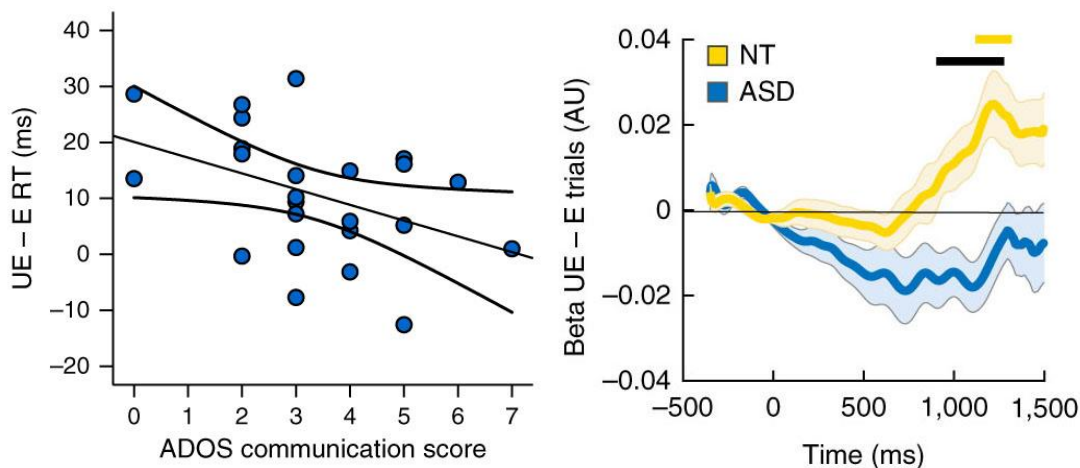 UE – E RT (ms)
40
30
20
10
0
–10
–20
0 1 2 3 4 5 6 7
ADOS communication score
Beta UE – E trials (AU)
0.04
0.02
0
–0.02
–0.04
NT
ASD
–500 0 500 1,000 1,500
Time (ms)